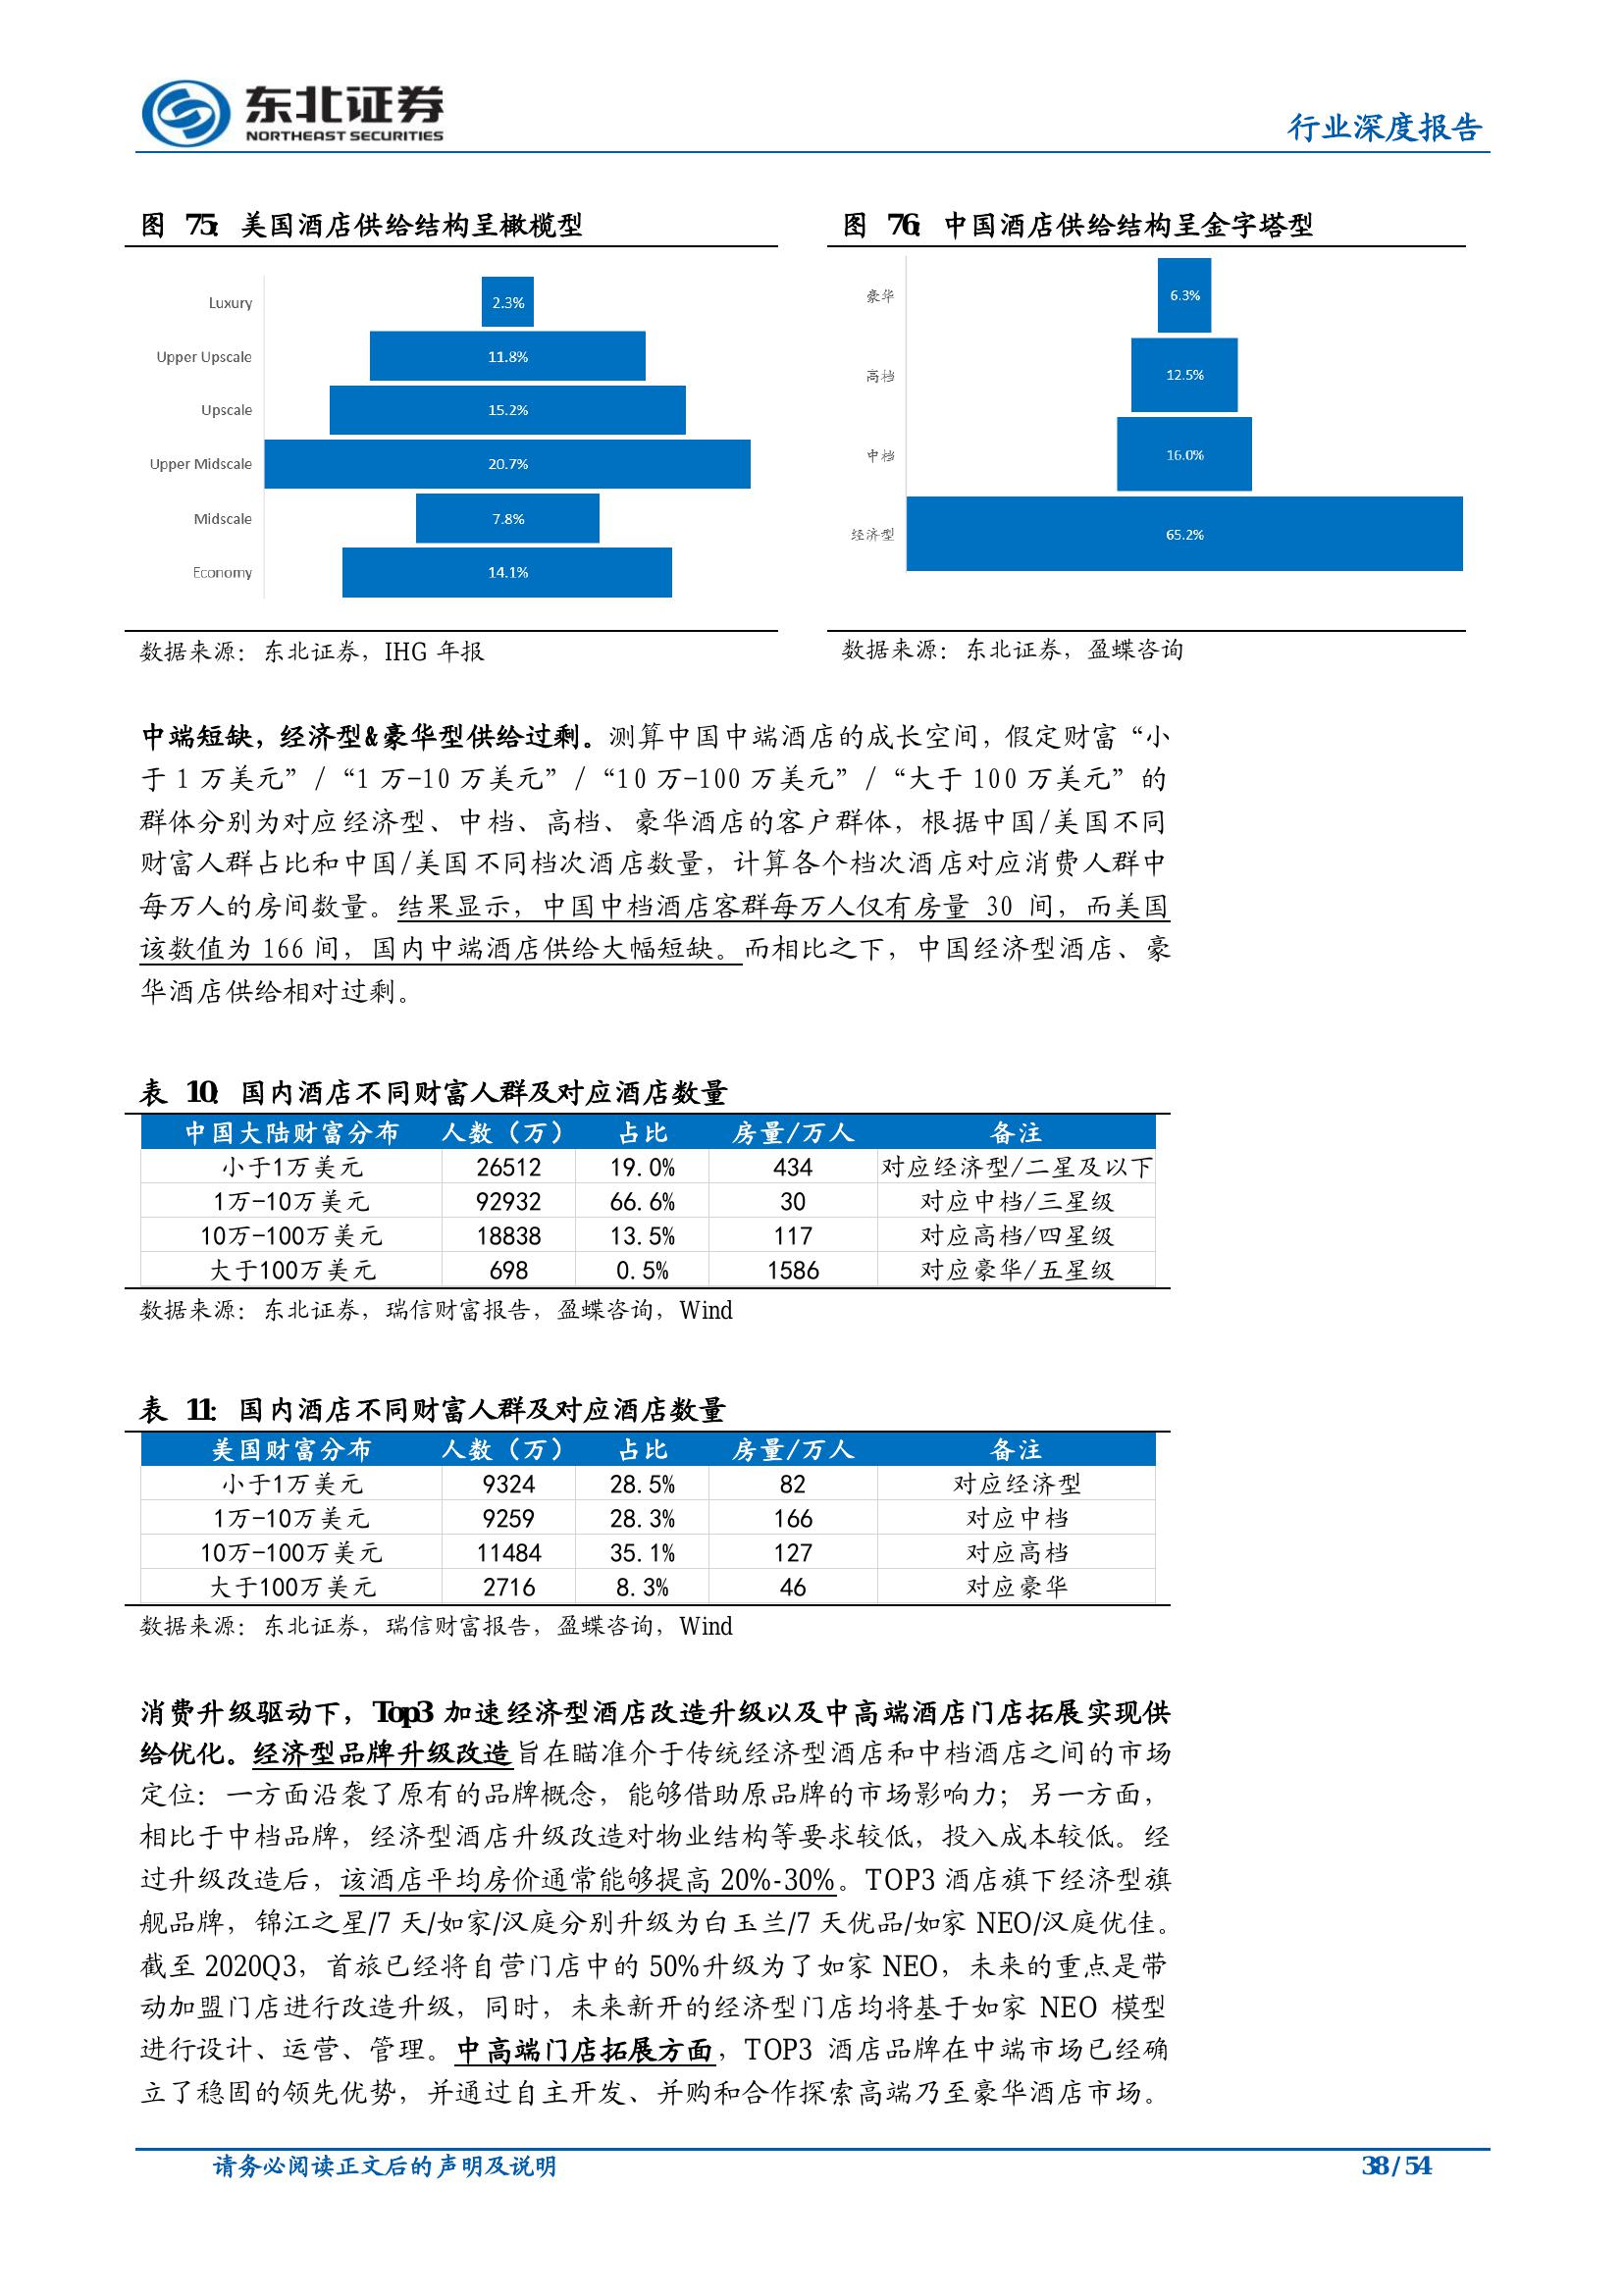 东北证券
NORTHEAST SECURITIES
行业深度报告
图 75：美国酒店供给结构呈橄榄型
Luxury 2.3%
Upper Upscale 11.8%
Upscale 15.2%
Upper Midscale 20.7%
Midscale 7.8%
Economy 14.1%
数据来源：东北证券，IHG 年报
图 76：中国酒店供给结构呈金字塔型
豪华 6.3%
高档 12.5%
中档 16.0%
经济型 65.2%
数据来源：东北证券，盈蝶咨询
中端短缺，经济型&豪华型供给过剩。测算中国中端酒店的成长空间，假定财富“小
于 1 万美元”/“1 万-10 万美元”/“10 万-100 万美元”/“大于 100 万美元”的
群体分别为对应经济型、中档、高档、豪华酒店的客户群体，根据中国/美国不同
财富人群占比和中国/美国不同档次酒店数量，计算各个档次酒店对应消费人群中
每万人的房间数量。结果显示，中国中档酒店客群每万人仅有房量 30 间，而美国
该数值为 166 间，国内中端酒店供给大幅短缺。而相比之下，中国经济型酒店、豪
华酒店供给相对过剩。
表 10：国内酒店不同财富人群及对应酒店数量
中国大陆财富分布 人数（万） 占比 房量/万人 备注
小于1万美元 26512 19.0% 434 对应经济型/二星及以下
1万-10万美元 92932 66.6% 30 对应中档/三星级
10万-100万美元 18838 13.5% 117 对应高档/四星级
大于100万美元 698 0.5% 1586 对应豪华/五星级
数据来源：东北证券，瑞信财富报告，盈蝶咨询，Wind
表 11：国内酒店不同财富人群及对应酒店数量
美国财富分布 人数（万） 占比 房量/万人 备注
小于1万美元 9324 28.5% 82 对应经济型
1万-10万美元 9259 28.3% 166 对应中档
10万-100万美元 11484 35.1% 127 对应高档
大于100万美元 2716 8.3% 46 对应豪华
数据来源：东北证券，瑞信财富报告，盈蝶咨询，Wind
消费升级驱动下，Top3 加速经济型酒店改造升级以及中高端酒店门店拓展实现供
给优化。经济型品牌升级改造旨在瞄准介于传统经济型酒店和中档酒店之间的市场
定位：一方面沿袭了原有的品牌概念，能够借助原品牌的市场影响力；另一方面，
相比于中档品牌，经济型酒店升级改造对物业结构等要求较低，投入成本较低。经
过升级改造后，该酒店平均房价通常能够提高 20%-30%。TOP3 酒店旗下经济型旗
舰品牌，锦江之星/7 天/如家/汉庭分别升级为白玉兰/7 天优品/如家 NEO/汉庭优佳。
截至 2020Q3，首旅已经将自营门店中的 50%升级为了如家 NEO，未来的重点是带
动加盟门店进行改造升级，同时，未来新开的经济型门店均将基于如家 NEO 模型
进行设计、运营、管理。中高端门店拓展方面，TOP3 酒店品牌在中端市场已经确
立了稳固的领先优势，并通过自主开发、并购和合作探索高端乃至豪华酒店市场。
请务必阅读正文后的声明及说明
38 / 54